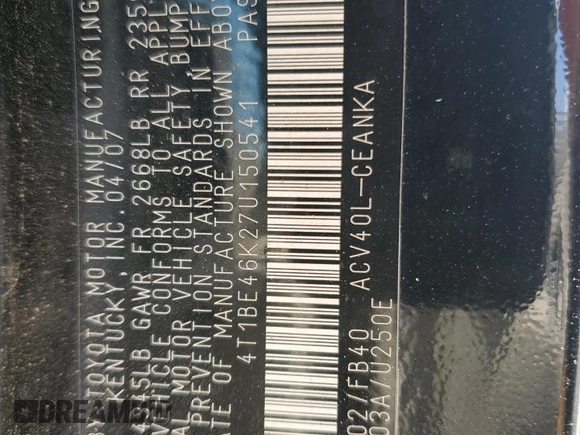 BY TOYOTA MOTOR MANUFACTURING
KENTUCKY, INC. 04/07
45LB GAWR FR 2668LB RR 235
VEHICLE CONFORMS TO ALL APPL
AL MOTOR VEHICLE SAFETY, BUMP
PREVENTION STANDARDS IN EFF
ATE OF MANUFACTURE SHOWN ABO
4T1BE46K27U150541 PAS
02/FB40 ACV40L-CEANKA
03A/U250E